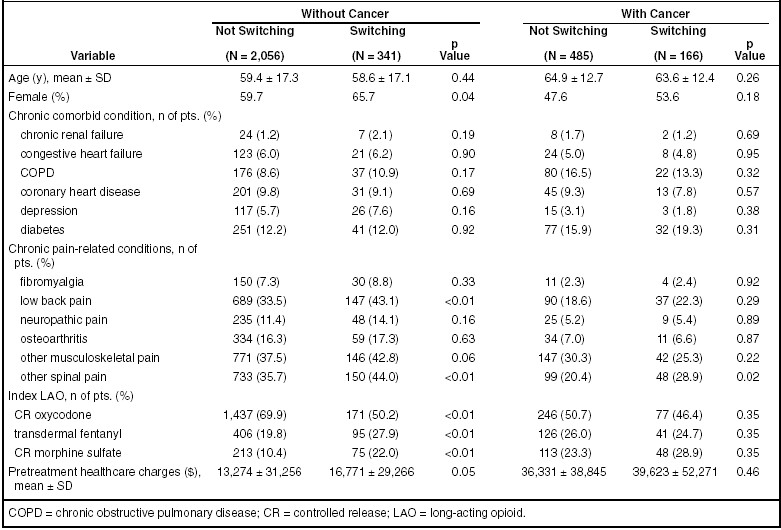 Without Cancer With Cancer
Not Switching Switching p Not Switching Switching p
Variable (N = 2,056) (N = 341) Value (N = 485) (N = 166) Value
Age (y), mean ± SD 59.4 ± 17.3 58.6 ± 17.1 0.44 64.9 ± 12.7 63.6 ± 12.4 0.26
Female (%) 59.7 65.7 0.04 47.6 53.6 0.18
Chronic comorbid condition, n of pts. (%)
chronic renal failure 24 (1.2) 7 (2.1) 0.19 8 (1.7) 2 (1.2) 0.69
congestive heart failure 123 (6.0) 21 (6.2) 0.90 24 (5.0) 8 (4.8) 0.95
COPD 176 (8.6) 37 (10.9) 0.17 80 (16.5) 22 (13.3) 0.32
coronary heart disease 201 (9.8) 31 (9.1) 0.69 45 (9.3) 13 (7.8) 0.57
depression 117 (5.7) 26 (7.6) 0.16 15 (3.1) 3 (1.8) 0.38
diabetes 251 (12.2) 41 (12.0) 0.92 77 (15.9) 32 (19.3) 0.31
Chronic pain-related conditions, n of
pts. (%)
fibromyalgia 150 (7.3) 30 (8.8) 0.33 11 (2.3) 4 (2.4) 0.92
low back pain 689 (33.5) 147 (43.1) <0.01 90 (18.6) 37 (22.3) 0.29
neuropathic pain 235 (11.4) 48 (14.1) 0.16 25 (5.2) 9 (5.4) 0.89
osteoarthritis 334 (16.3) 59 (17.3) 0.63 34 (7.0) 11 (6.6) 0.87
other musculoskeletal pain 771 (37.5) 146 (42.8) 0.06 147 (30.3) 42 (25.3) 0.22
other spinal pain 733 (35.7) 150 (44.0) <0.01 99 (20.4) 48 (28.9) 0.02
Index LAO, n of pts. (%)
CR oxycodone 1,437 (69.9) 171 (50.2) <0.01 246 (50.7) 77 (46.4) 0.35
transdermal fentanyl 406 (19.8) 95 (27.9) <0.01 126 (26.0) 41 (24.7) 0.35
CR morphine sulfate 213 (10.4) 75 (22.0) <0.01 113 (23.3) 48 (28.9) 0.35
Pretreatment healthcare charges ($), 13,274 ± 31,256 16,771 ± 29,266 0.05 36,331 ± 38,845 39,623 ± 52,271 0.46
mean ± SD
COPD = chronic obstructive pulmonary disease; CR = controlled release; LAO = long-acting opioid.